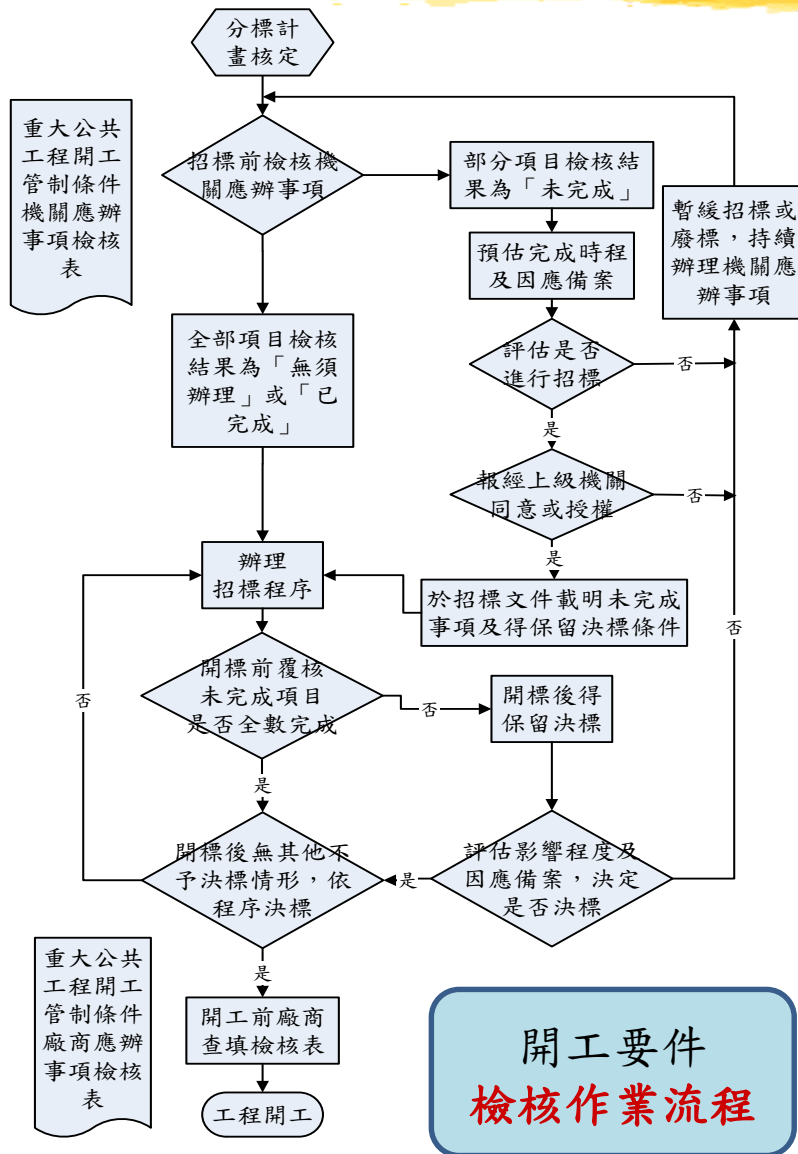 分標計
畫核定
重大公共
工程開工
管制條件
機關應辦
事項檢核
表
招標前檢核機
關應辦事項
部分項目檢核結
果為「未完成」
暫緩招標或
廢標，持續
辦理機關應
辦事項
預估完成時程
及因應備案
全部項目檢核
結果為「無須
辦理」或「已
完成」
評估是否
進行招標
否
是
報經上級機關
同意或授權
否
是
辦理
招標程序
於招標文件載明未完成
事項及得保留決標條件
否
開標前覆核
未完成項目
是否全數完成
否
否
開標後得
保留決標
是
開標後無其他不
予決標情形，依
程序決標
是
評估影響程度及
因應備案，決定
是否決標
是
重大公共
工程開工
管制條件
廠商應辦
事項檢核
表
開工前廠商
查填檢核表
工程開工
開工要件
檢核作業流程